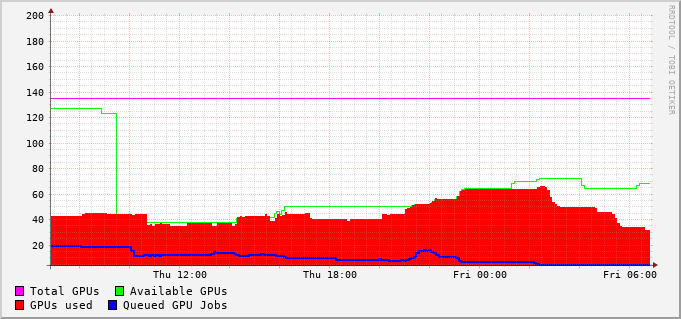 200
180
160
140
120
100
80
60
40
20
Thu 12:00 Thu 18:00 Fri 00:00 Fri 06:00
Total GPUs Available GPUs
GPUs used Queued GPU Jobs
RRDTOOL / TOBI OETIKER